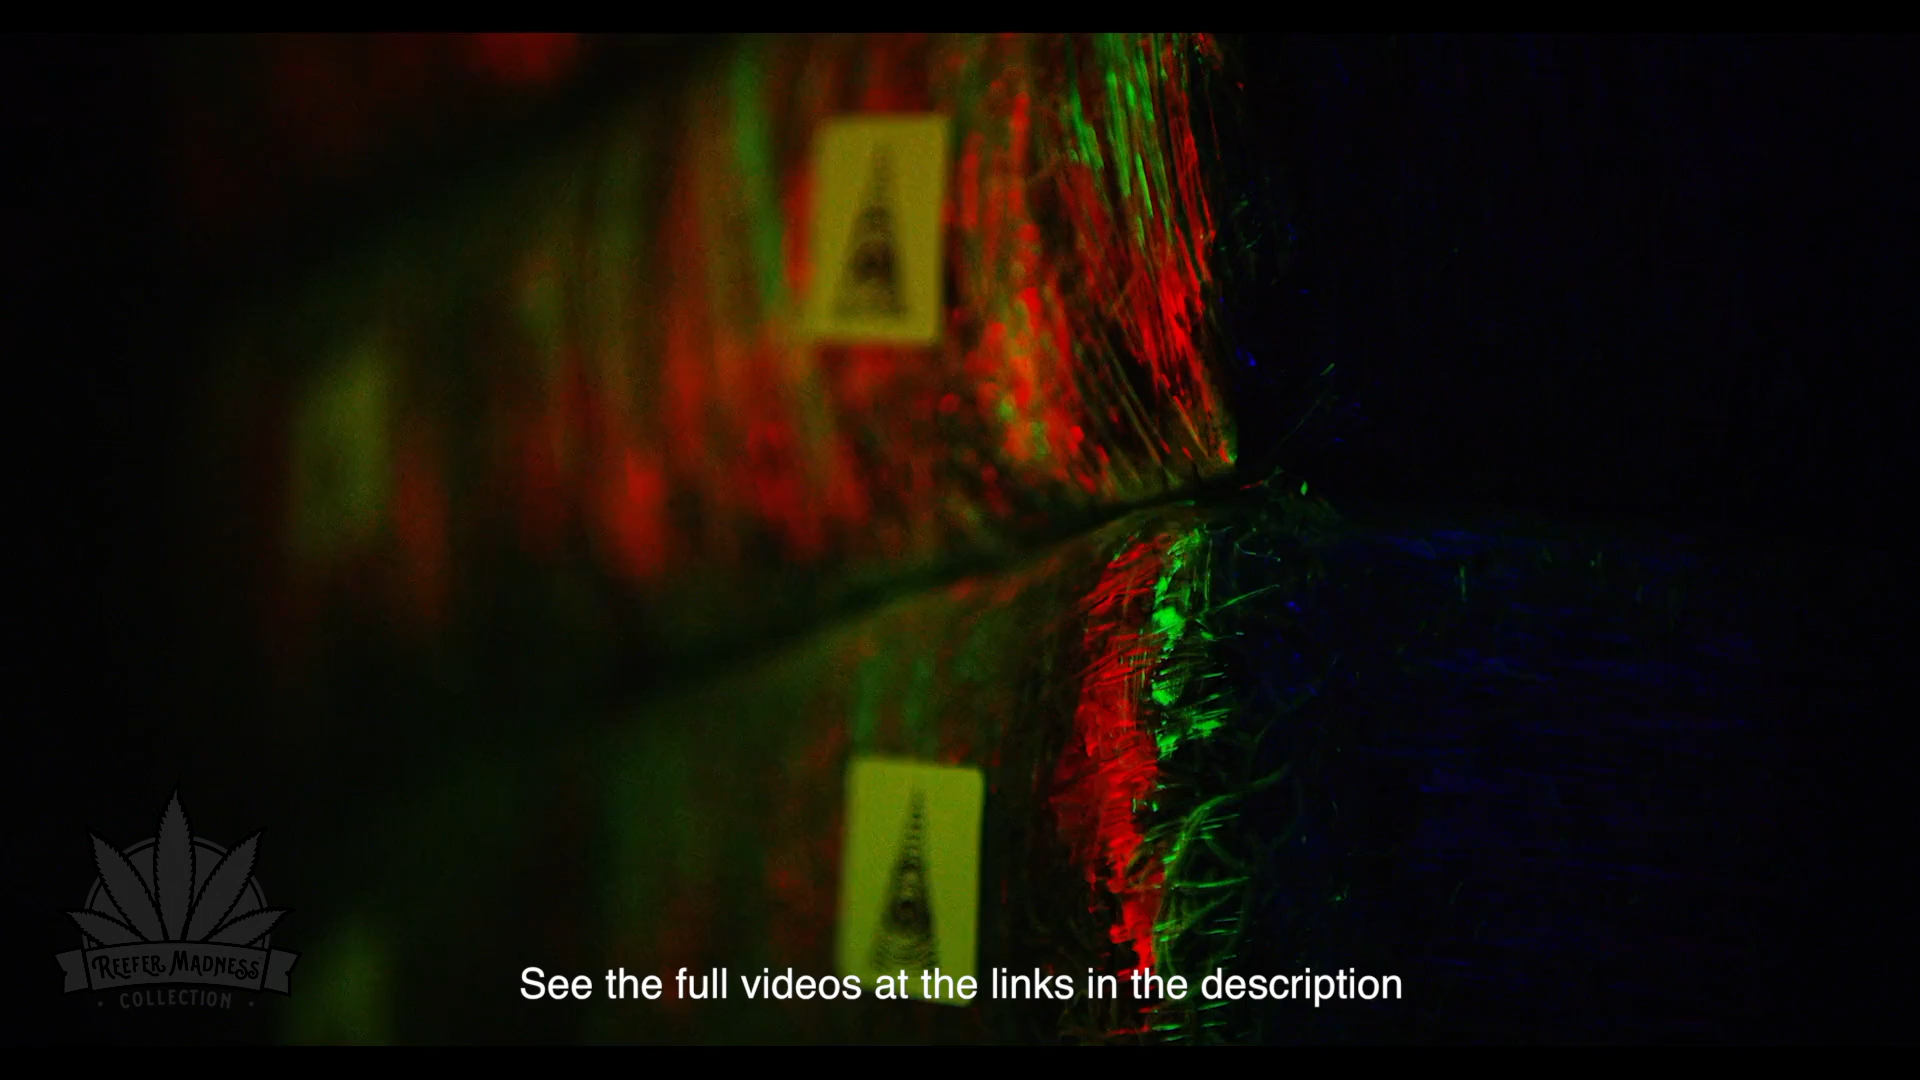 REEFER MADNESS
· COLLECTION ·
See the full videos at the links in the description